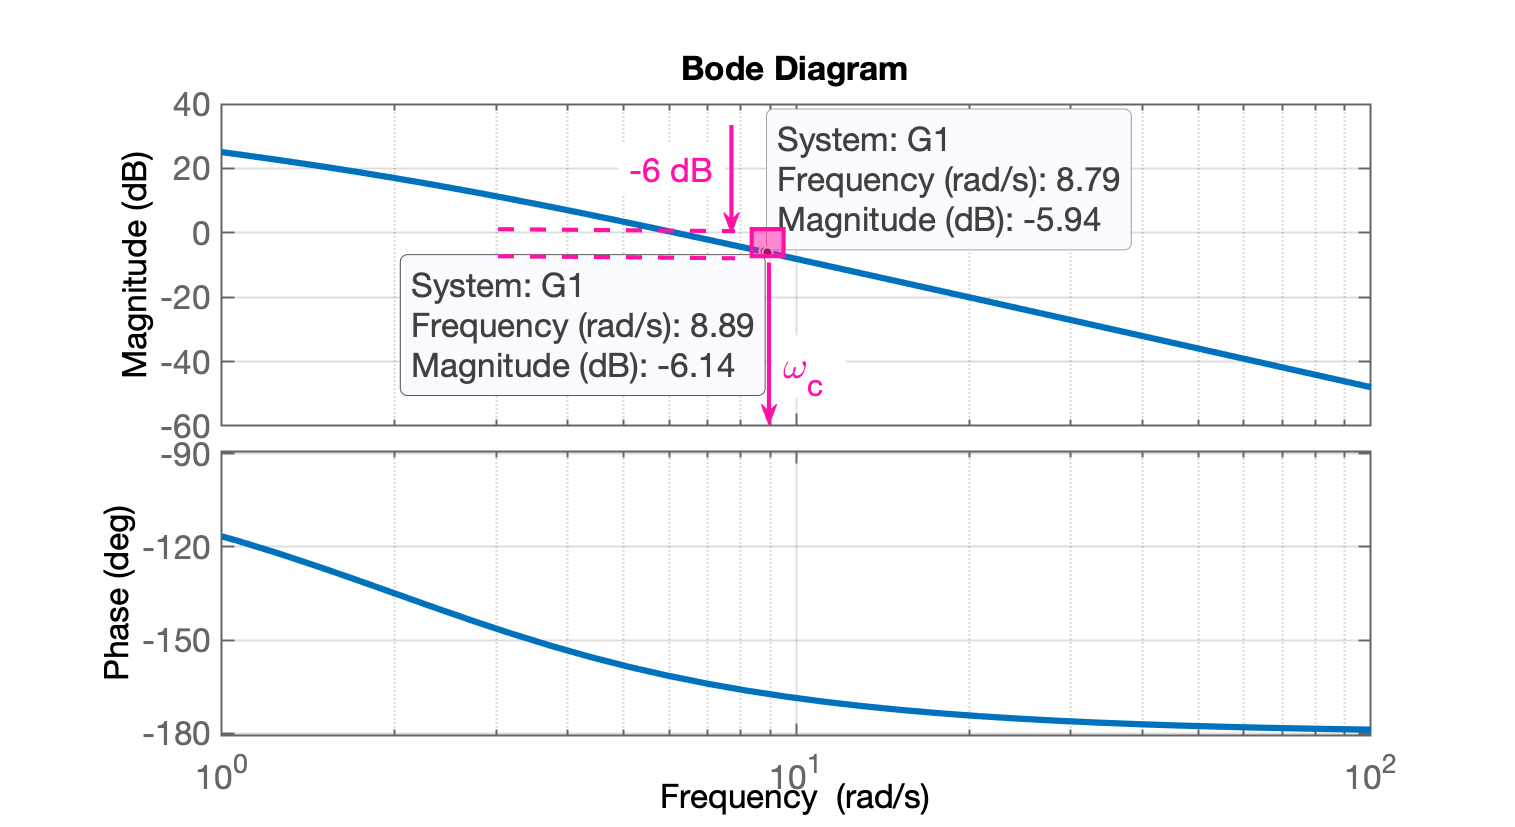 Bode Diagram
Magnitude (dB)
40
20
0
-20
-40
-60
-6 dB
System: G1
Frequency (rad/s): 8.79
Magnitude (dB): -5.94
System: G1
Frequency (rad/s): 8.89
Magnitude (dB): -6.14
ωc
Phase (deg)
-90
-120
-150
-180
10^0
10^1
10^2
Frequency (rad/s)